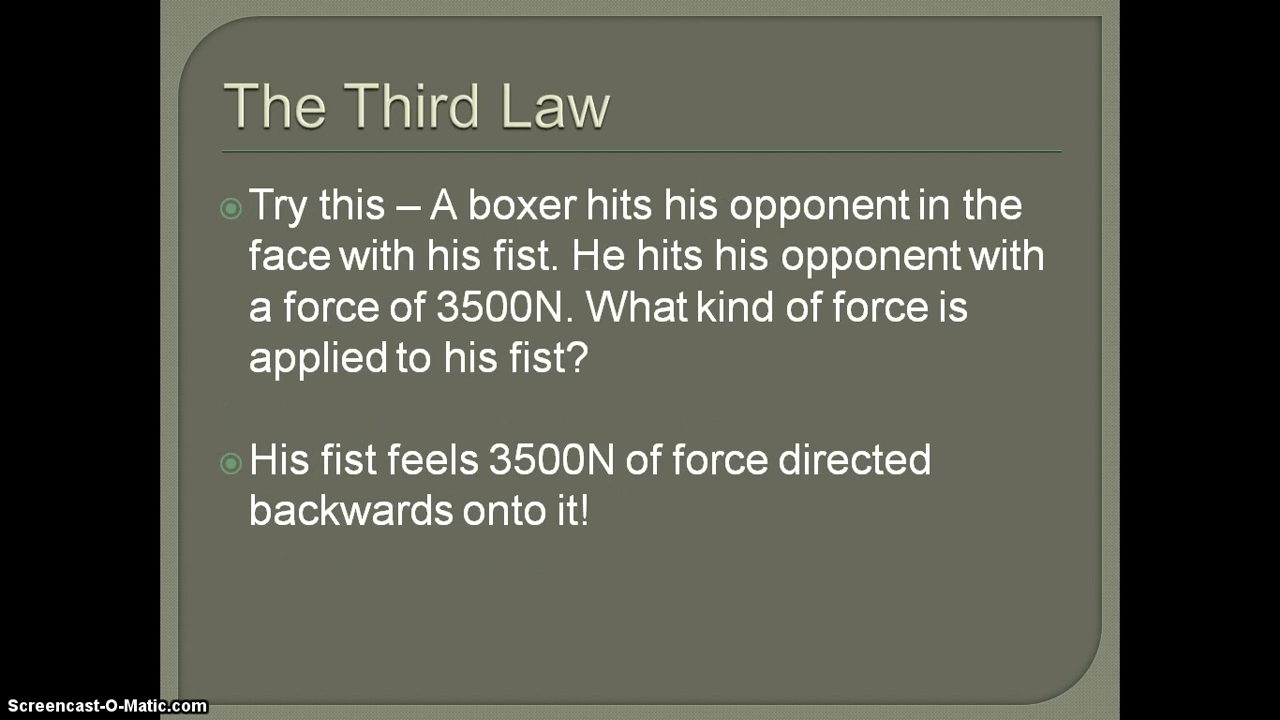 The Third Law
Try this – A boxer hits his opponent in the
face with his fist. He hits his opponent with
a force of 3500N. What kind of force is
applied to his fist?
His fist feels 3500N of force directed
backwards onto it!
Screencast-O-Matic.com